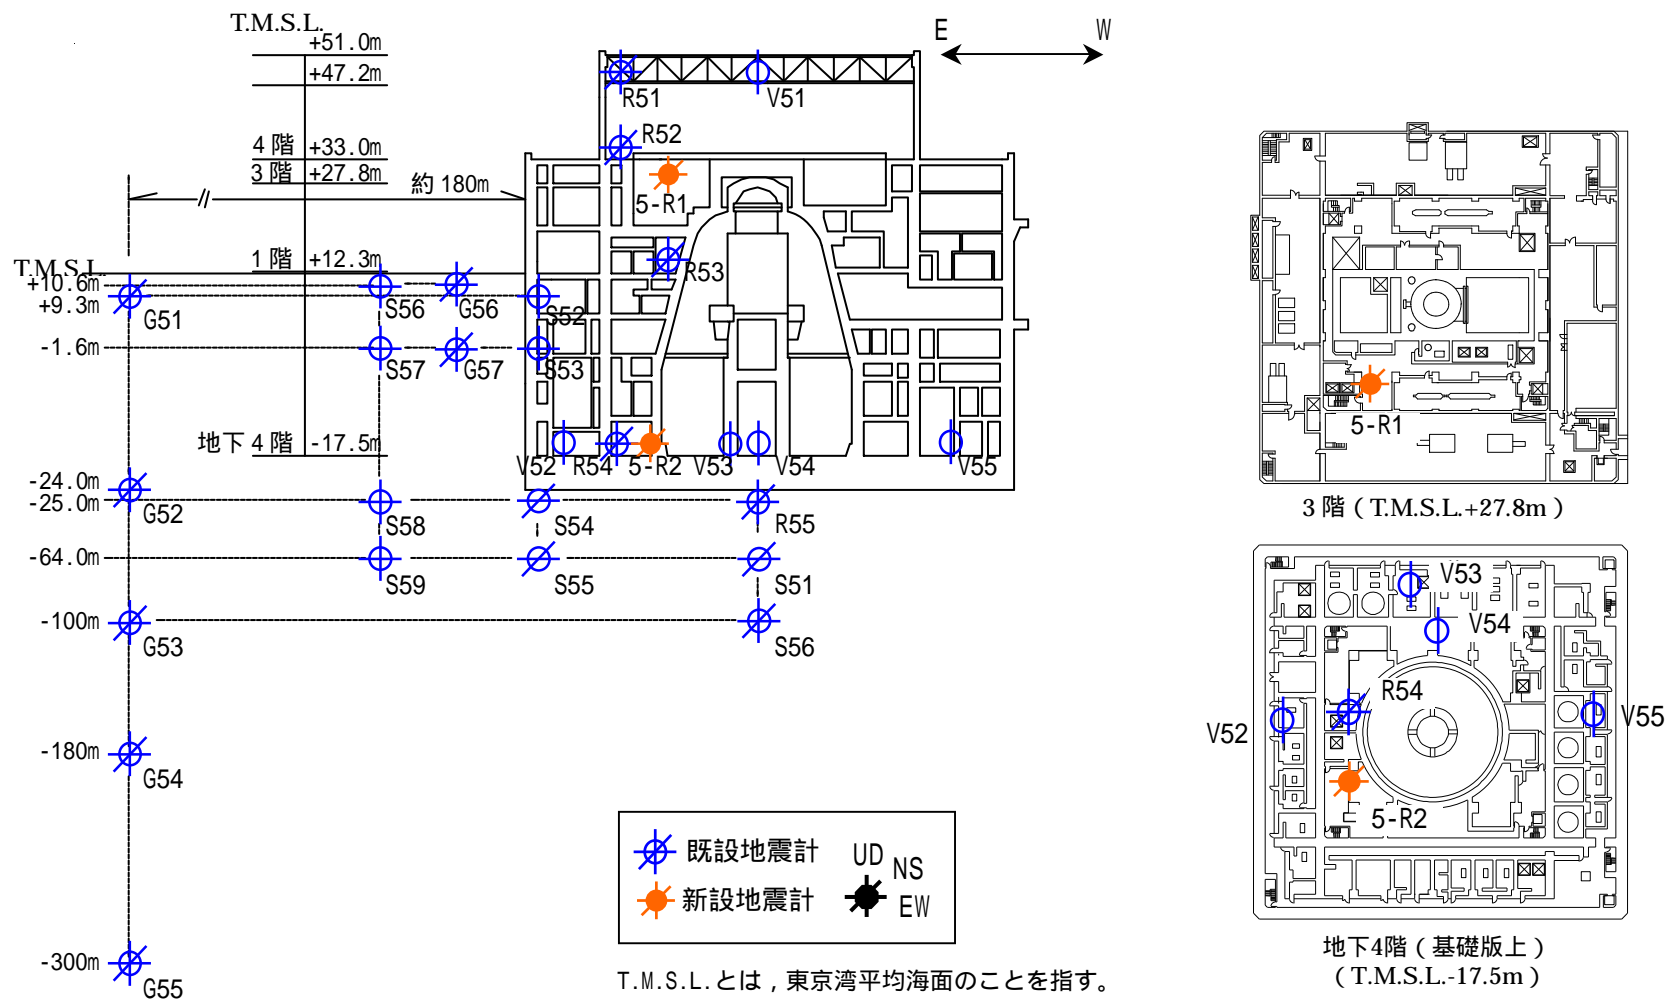 T.M.S.L.
+51.0m
+47.2m
4階 +33.0m
3階 +27.8m
約180m
1階 +12.3m
T.M.S.L.
+10.6m
+9.3m
-1.6m
地下4階 -17.5m
-24.0m
-25.0m
-64.0m
-100m
-180m
-300m
E W
R51 V51
R52
5-R1
R53
G51 S56 G56 S52
S57 G57 S53
V52 R54 5-R2 V53 V54 V55
G52 S58 S54 R55
S59 S55 S51
G53 S56
G54
G55
既設地震計
新設地震計
UD NS
EW
T.M.S.L.とは，東京湾平均海面のことを指す。
5-R1
3階（T.M.S.L.+27.8m）
V53
V54
R54
V52 V55
5-R2
地下4階（基礎版上）
（T.M.S.L.-17.5m）